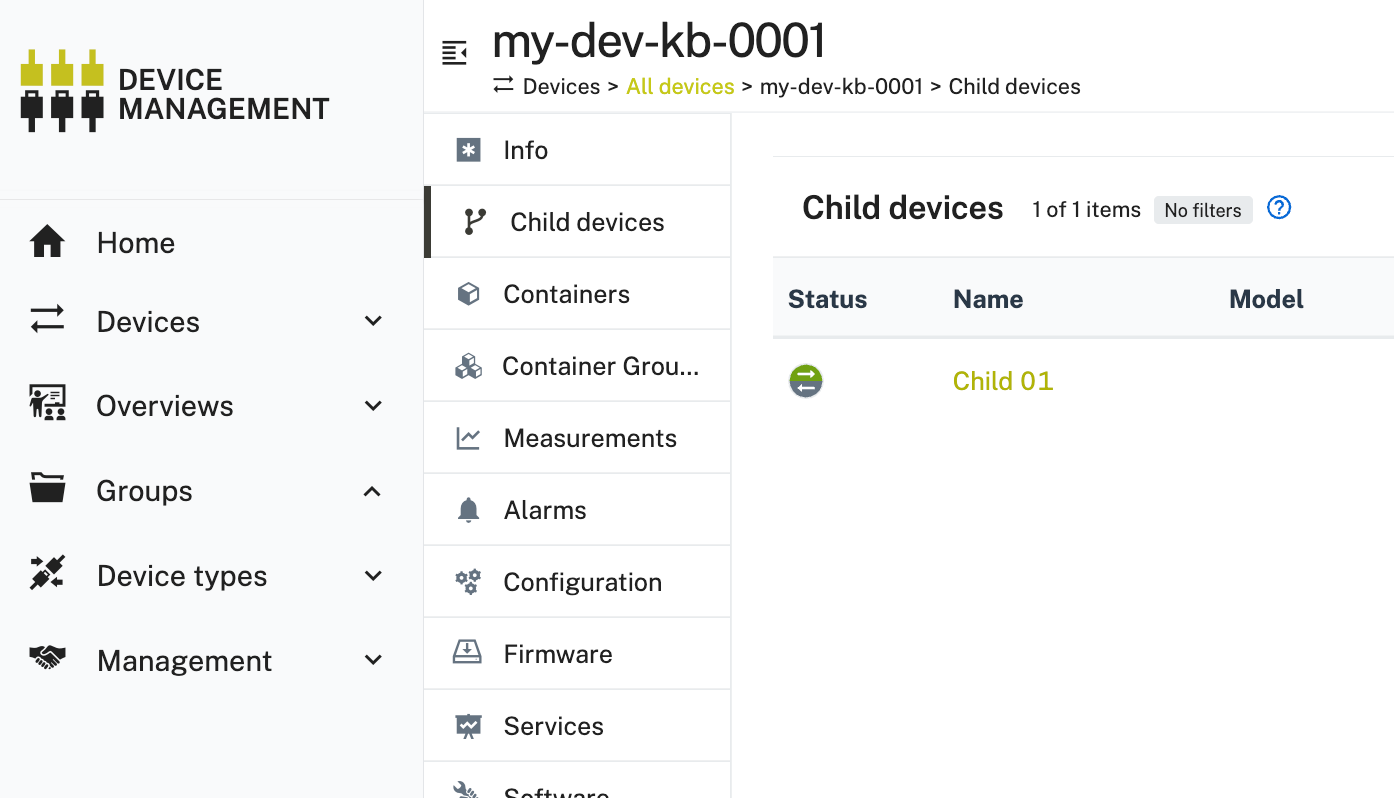 DEVICE
MANAGEMENT
Home
Devices
Overviews
Groups
Device types
Management
my-dev-kb-0001
Devices > All devices > my-dev-kb-0001 > Child devices
Info
Child devices
Containers
Container Grou...
Measurements
Alarms
Configuration
Firmware
Services
Software
Child devices 1 of 1 items No filters ?
Status Name Model
Child 01